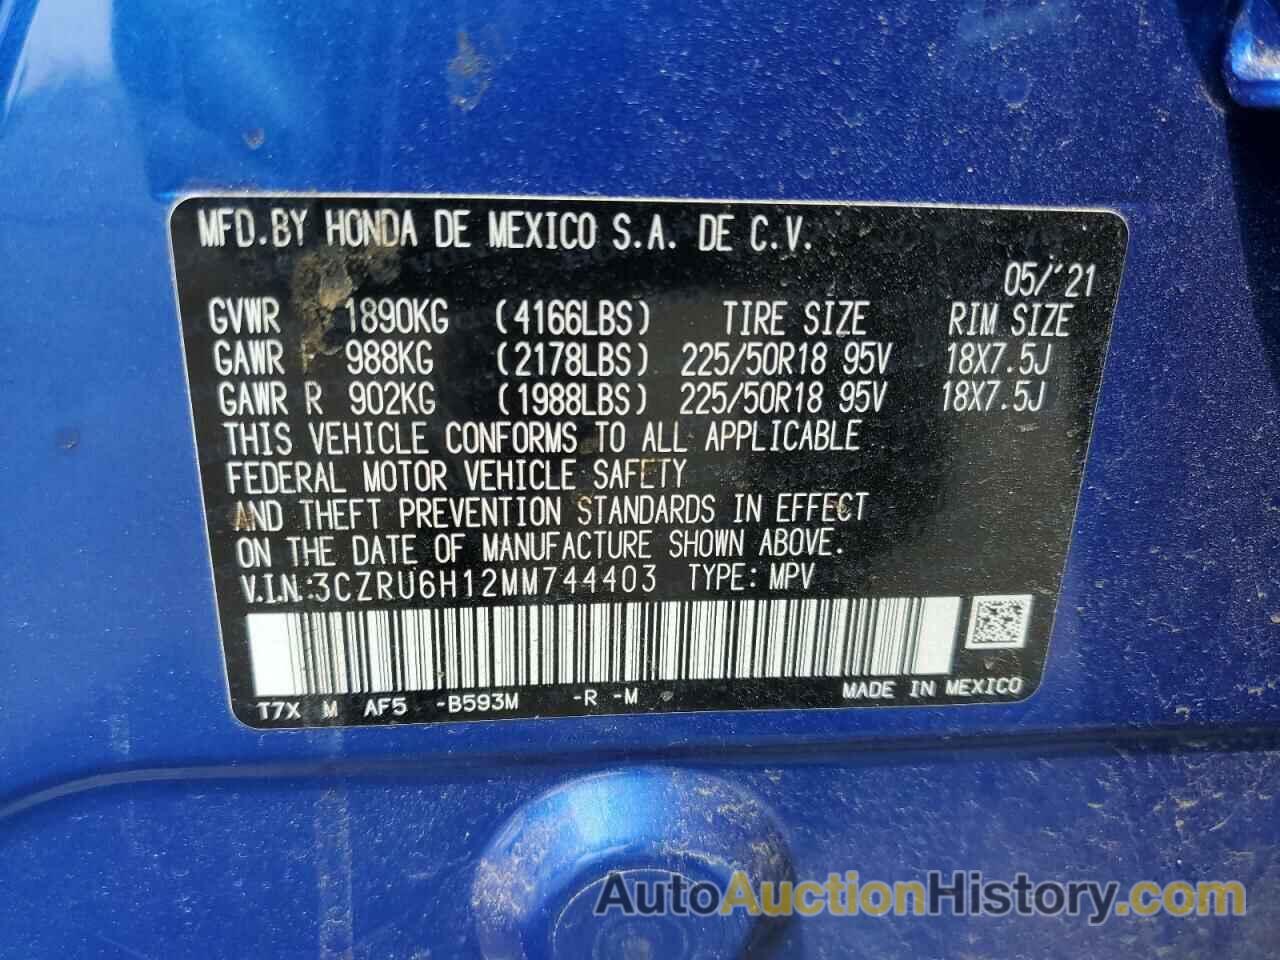 MFD.BY HONDA DE MEXICO S.A. DE C.V.
05/'21
GVWR 1890KG (4166LBS) TIRE SIZE RIM SIZE
GAWR F 988KG (2178LBS) 225/50R18 95V 18X7.5J
GAWR R 902KG (1988LBS) 225/50R18 95V 18X7.5J
THIS VEHICLE CONFORMS TO ALL APPLICABLE
FEDERAL MOTOR VEHICLE SAFETY
AND THEFT PREVENTION STANDARDS IN EFFECT
ON THE DATE OF MANUFACTURE SHOWN ABOVE.
V.I.N.:3CZRU6H12MM744403 TYPE: MPV
T7X M AF5 -B593M -R -M MADE IN MEXICO
AutoAuctionHistory.com